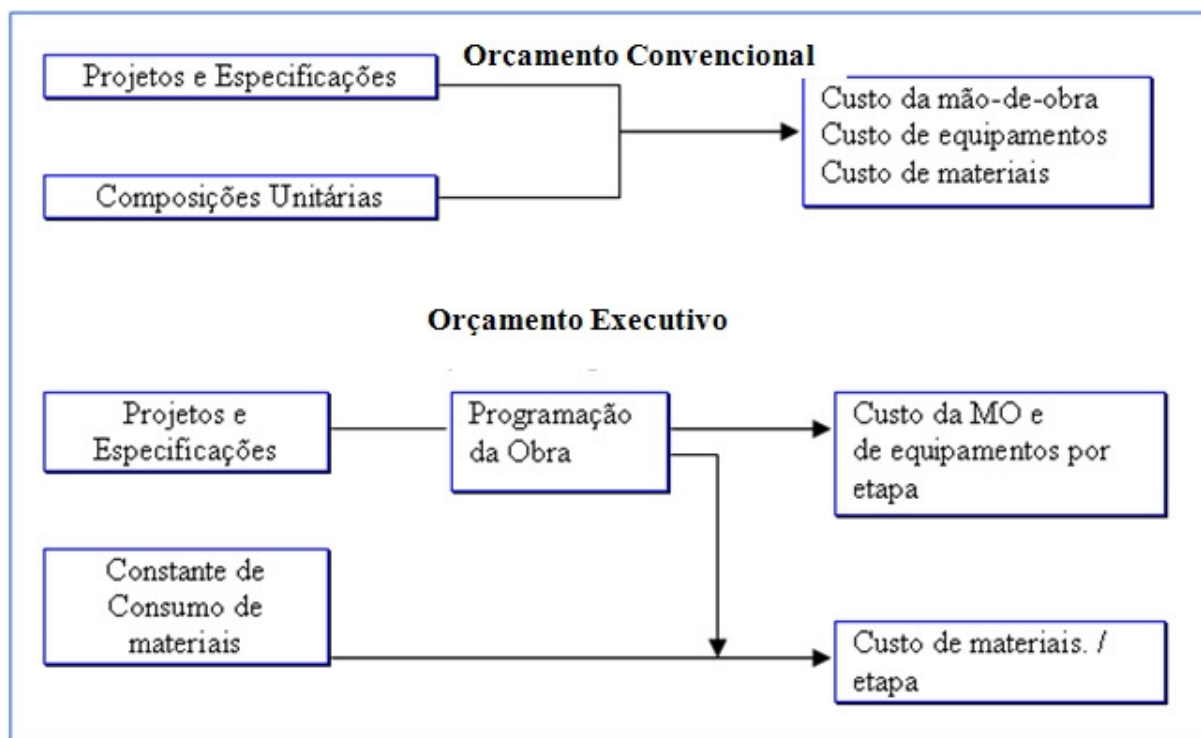 Orçamento Convencional
Projetos e Especificações
Custo da mão-de-obra
Custo de equipamentos
Custo de materiais
Composições Unitárias
Orçamento Executivo
Projetos e
Especificações
Programação
da Obra
Custo da MO e
de equipamentos por
etapa
Constante de
Consumo de
materiais
Custo de materiais. /
etapa